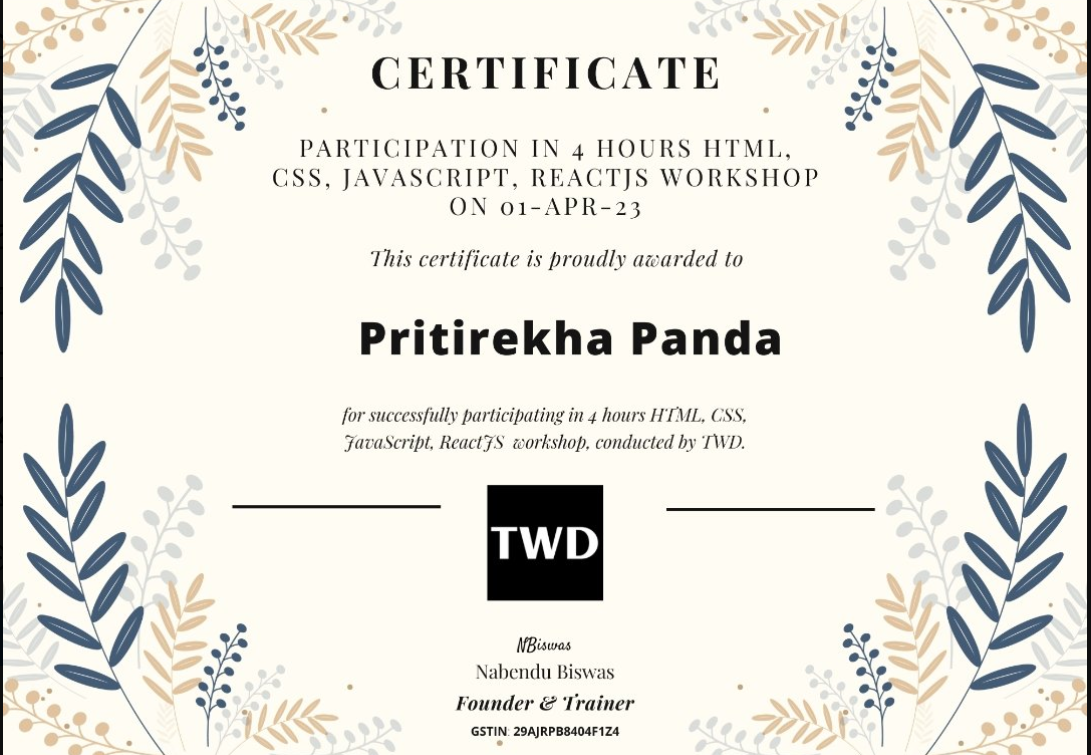 CERTIFICATE
PARTICIPATION IN 4 HOURS HTML,
CSS, JAVASCRIPT, REACTJS WORKSHOP
ON 01-APR-23
This certificate is proudly awarded to
Pritirekha Panda
for successfully participating in 4 hours HTML, CSS,
JavaScript, ReactJS workshop, conducted by TWD.
TWD
NBiswas
Nabendu Biswas
Founder & Trainer
GSTIN: 29AJRPB8404F1Z4